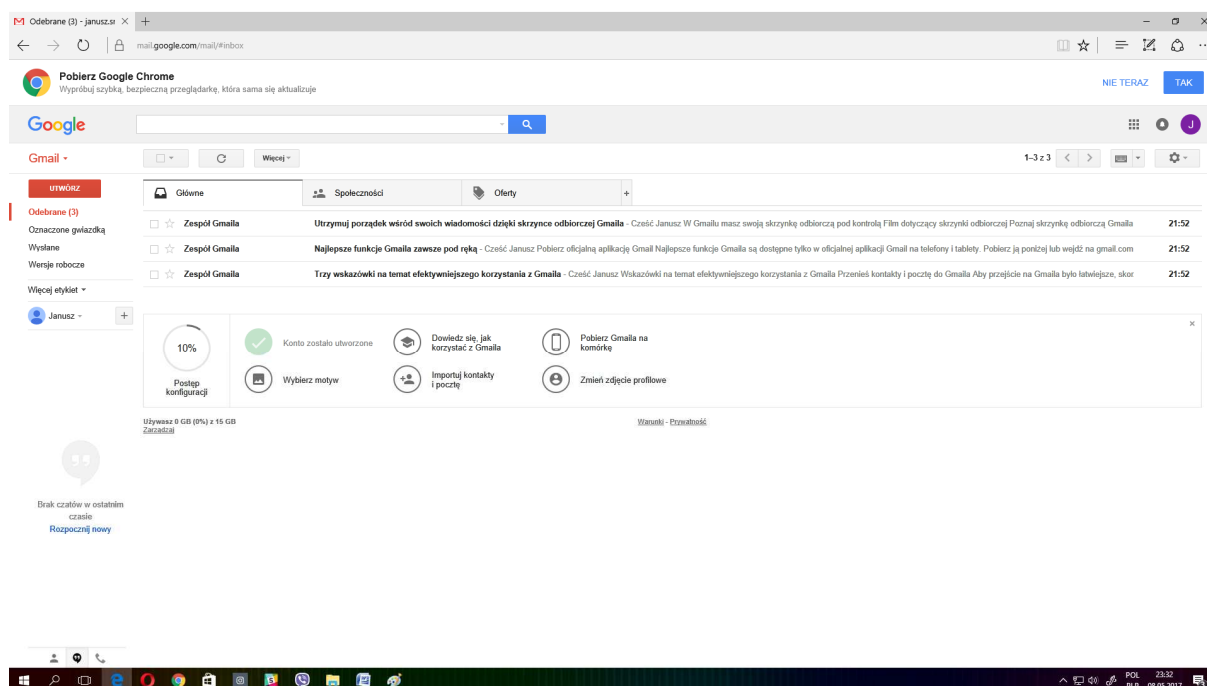 Odebrane (3) - janusz.sr
mail.google.com/mail/#inbox
Pobierz Google Chrome
Wypróbuj szybką, bezpieczną przeglądarkę, która sama się aktualizuje
NIE TERAZ TAK
Google
J
Gmail
Więcej
1–3 z 3
UTWÓRZ
Główne Społeczności Oferty +
Odebrane (3)
Oznaczone gwiazdką
Wysłane
Wersje robocze
Więcej etykiet
Janusz +
Zespół Gmaila Utrzymuj porządek wśród swoich wiadomości dzięki skrzynce odbiorczej Gmaila - Cześć Janusz W Gmailu masz swoją skrzynkę odbiorczą pod kontrolą Film dotyczący skrzynki odbiorczej Poznaj skrzynkę odbiorczą Gmaila 21:52
Zespół Gmaila Najlepsze funkcje Gmaila zawsze pod ręką - Cześć Janusz Pobierz oficjalną aplikację Gmail Najlepsze funkcje Gmaila są dostępne tylko w oficjalnej aplikacji Gmail na telefony i tablety. Pobierz ją poniżej lub wejdź na gmail.com 21:52
Zespół Gmaila Trzy wskazówki na temat efektywniejszego korzystania z Gmaila - Cześć Janusz Wskazówki na temat efektywniejszego korzystania z Gmaila Przenieś kontakty i pocztę do Gmaila Aby przejście na Gmaila było łatwiejsze, skor 21:52
10%
Postęp
konfiguracji
Konto zostało utworzone
Dowiedz się, jak
korzystać z Gmaila
Pobierz Gmaila na
komórkę
Wybierz motyw
Importuj kontakty
i pocztę
Zmień zdjęcie profilowe
Używasz 0 GB (0%) z 15 GB
Zarządzaj
Warunki - Prywatność
Brak czatów w ostatnim
czasie
Rozpocznij nowy
POL 23:32
PLP 08.05.2017